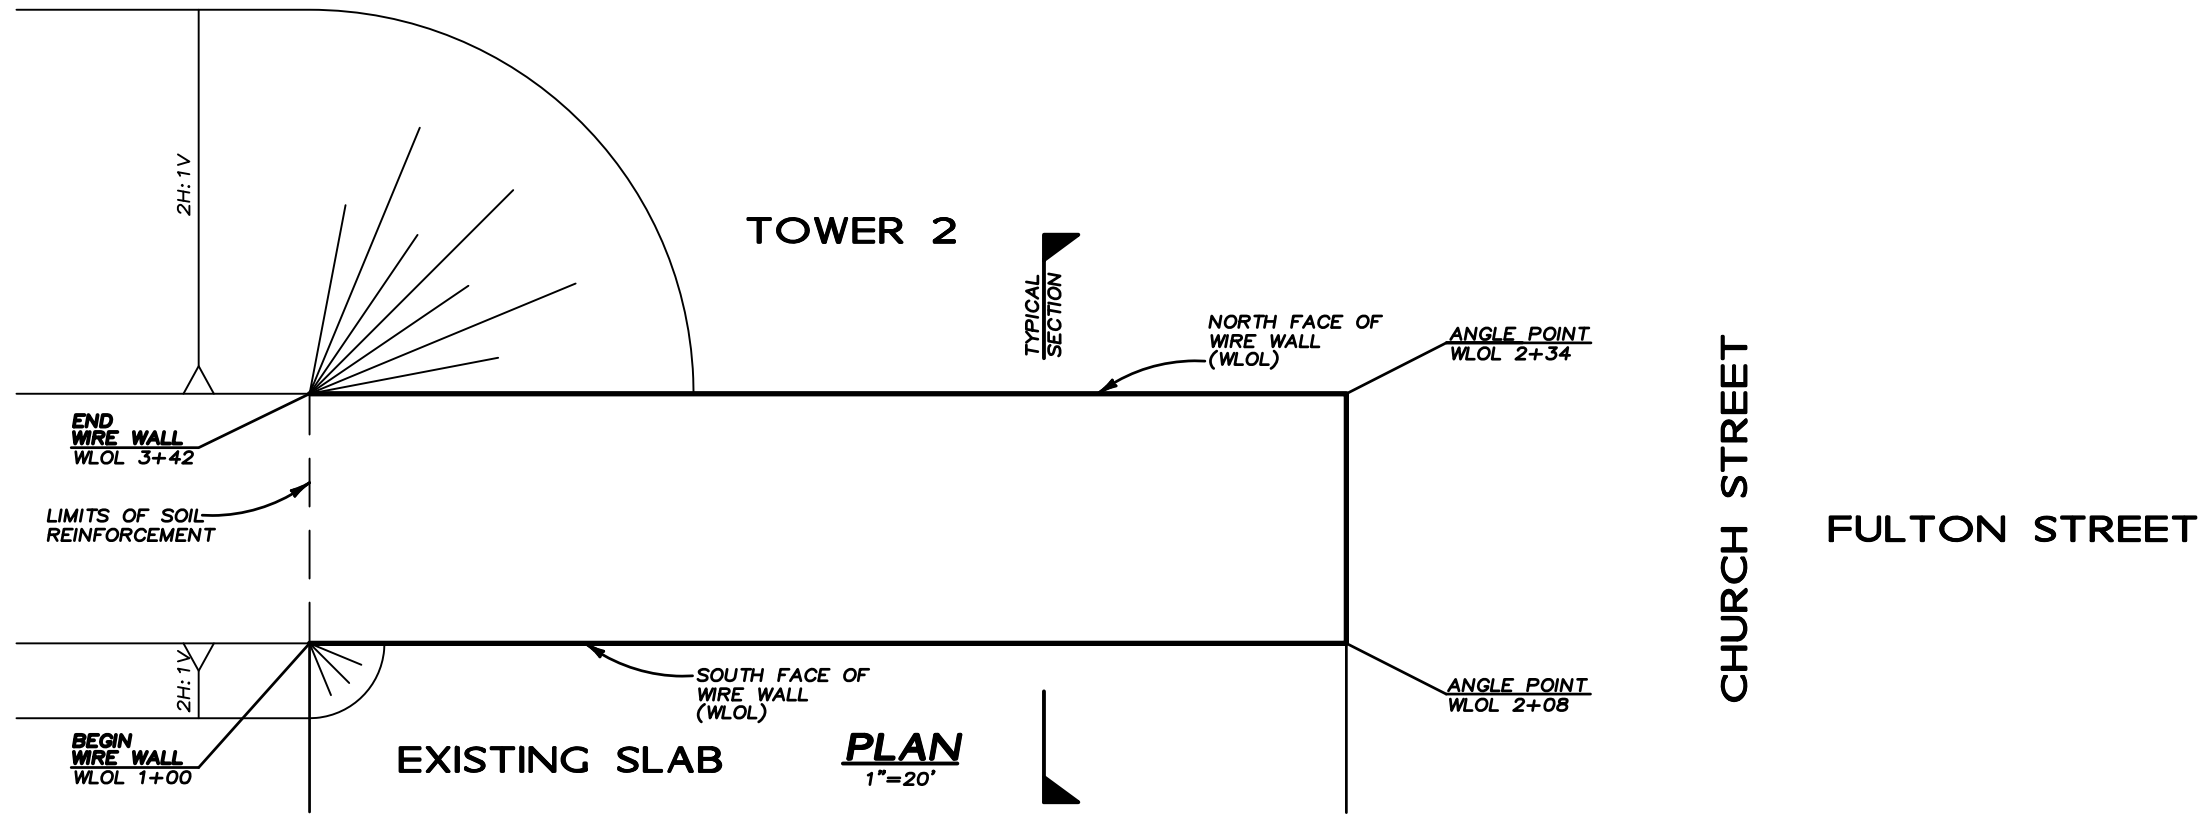 2H:1V
TOWER 2
TYPICAL
SECTION
NORTH FACE OF
WIRE WALL
(WLOL)
ANGLE POINT
WLOL 2+34
END
WIRE WALL
WLOL 3+42
LIMITS OF SOIL
REINFORCEMENT
CHURCH STREET
FULTON STREET
2H:1V
SOUTH FACE OF
WIRE WALL
(WLOL)
ANGLE POINT
WLOL 2+08
BEGIN
WIRE WALL
WLOL 1+00
EXISTING SLAB
PLAN
1"=20'